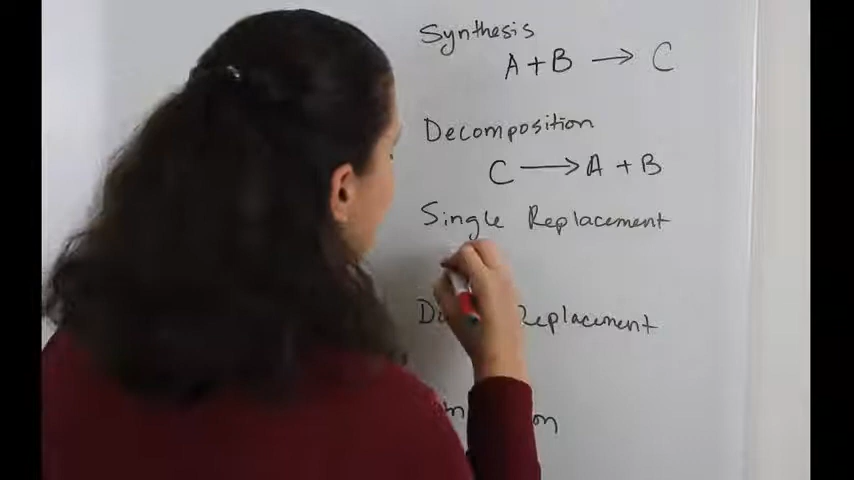 Synthesis
A + B → C
Decomposition
C → A + B
Single Replacement
Replacement